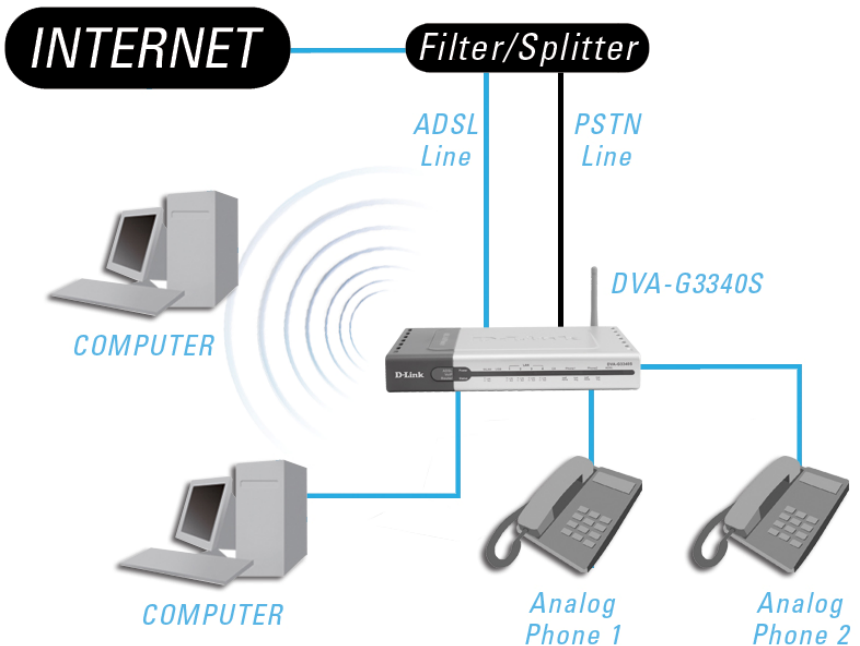 INTERNET
Filter/Splitter
ADSL
Line
PSTN
Line
DVA-G3340S
COMPUTER
D-Link
COMPUTER
Analog
Phone 1
Analog
Phone 2